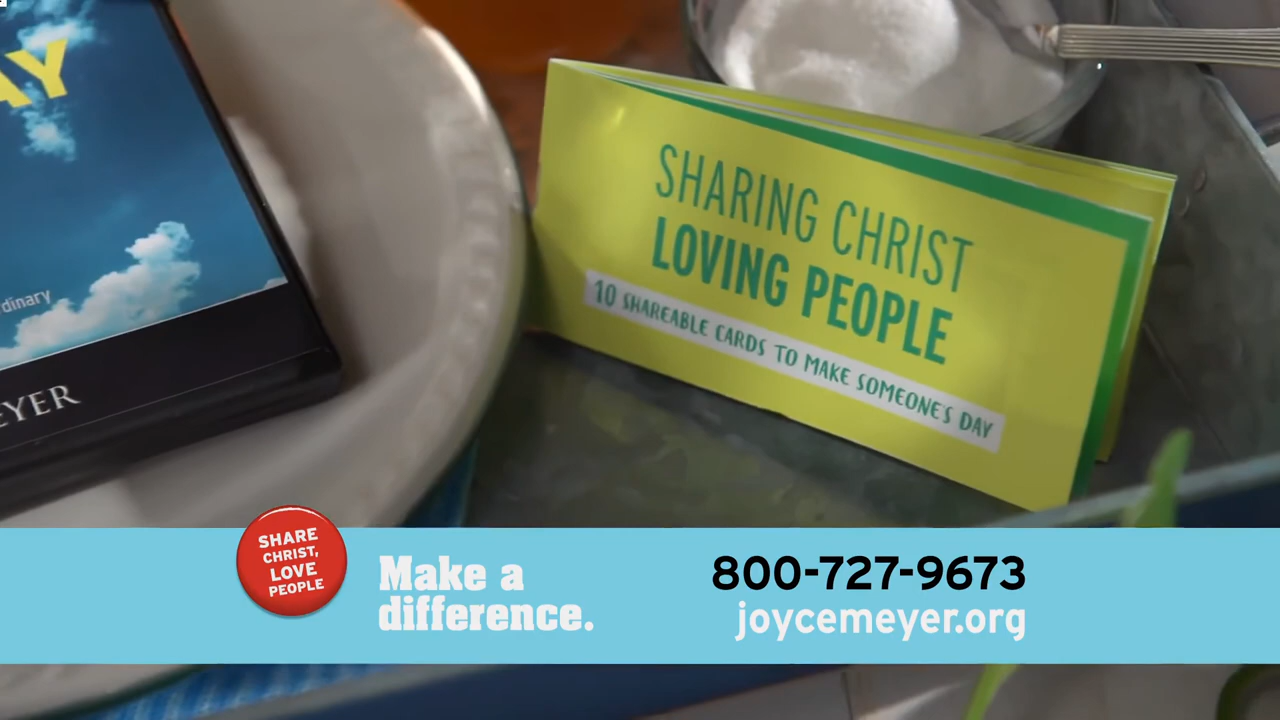 AY
dinary
EYER
SHARING CHRIST
LOVING PEOPLE
10 SHAREABLE CARDS TO MAKE SOMEONE'S DAY
SHARE
CHRIST,
LOVE
PEOPLE
Make a
difference.
800-727-9673
joycemeyer.org